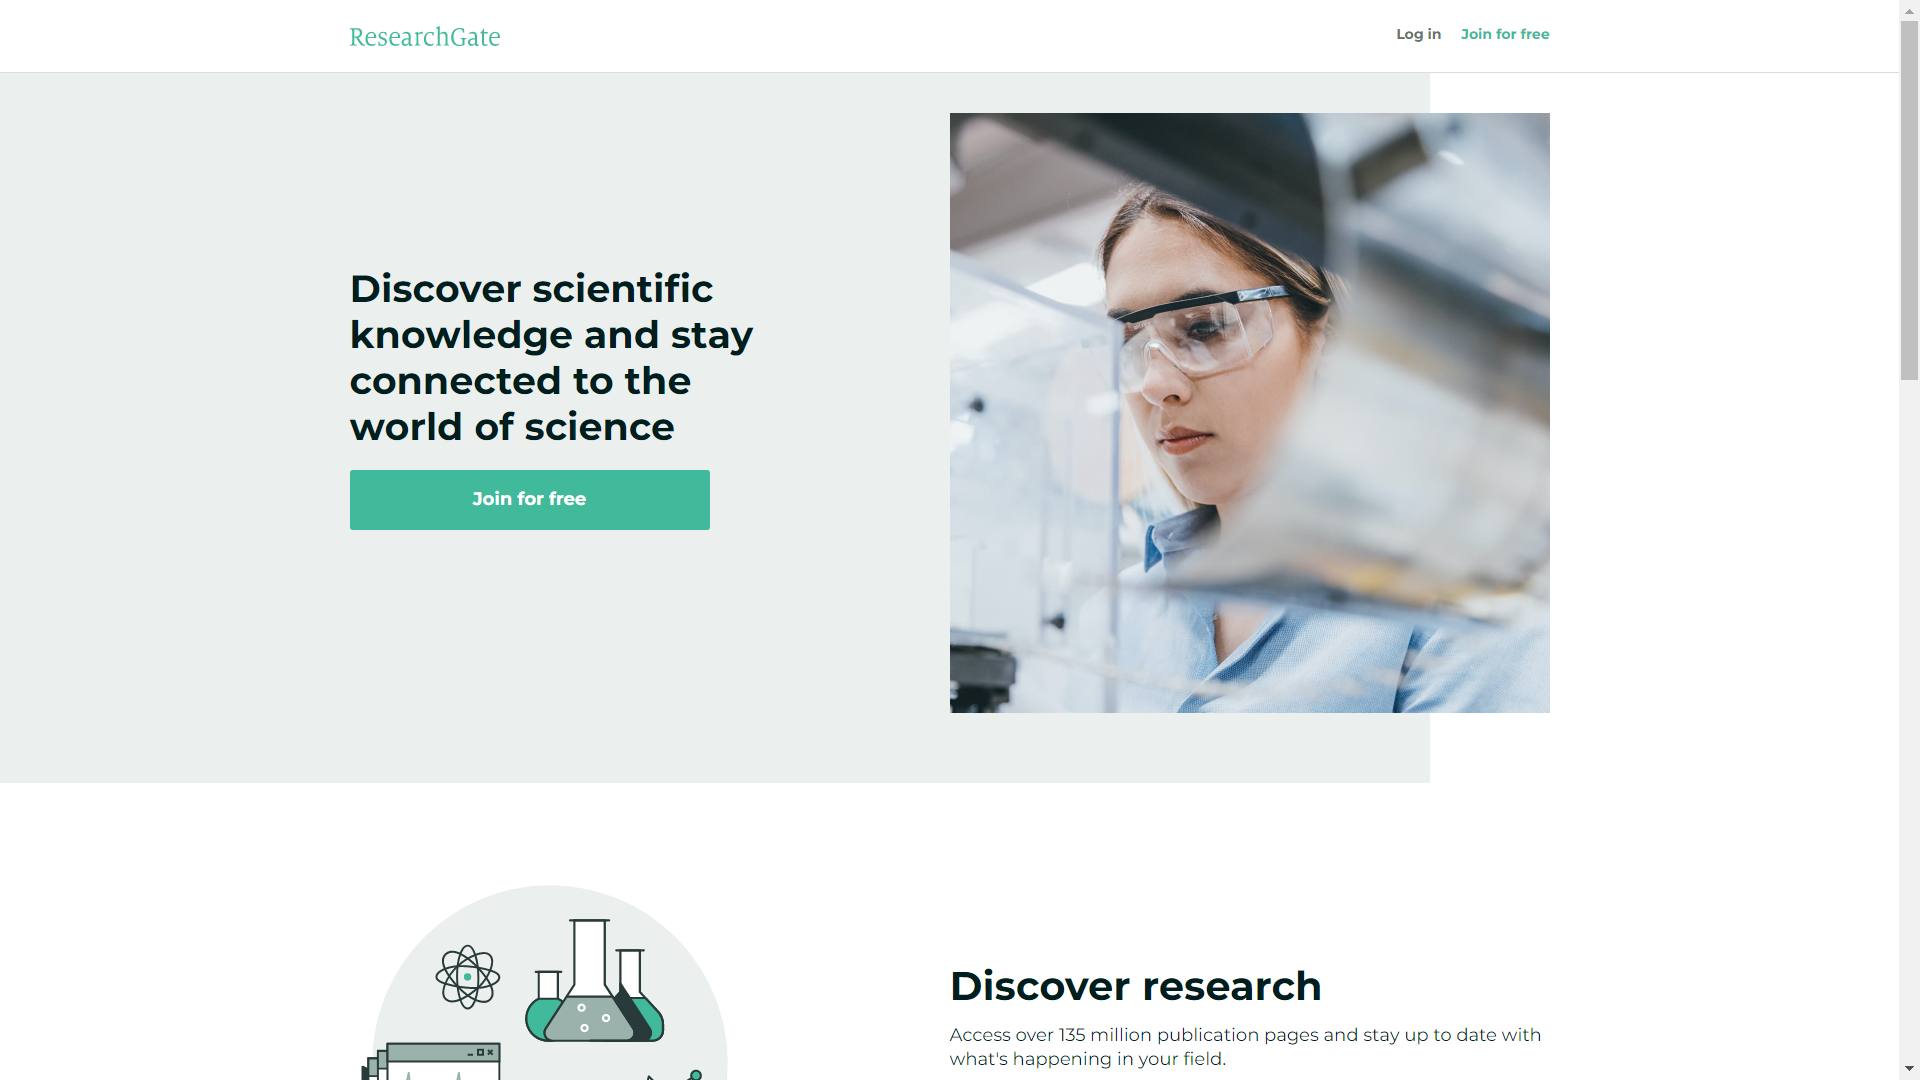 ResearchGate
Log in
Join for free
Discover scientific
knowledge and stay
connected to the
world of science
Join for free
Discover research
Access over 135 million publication pages and stay up to date with
what's happening in your field.